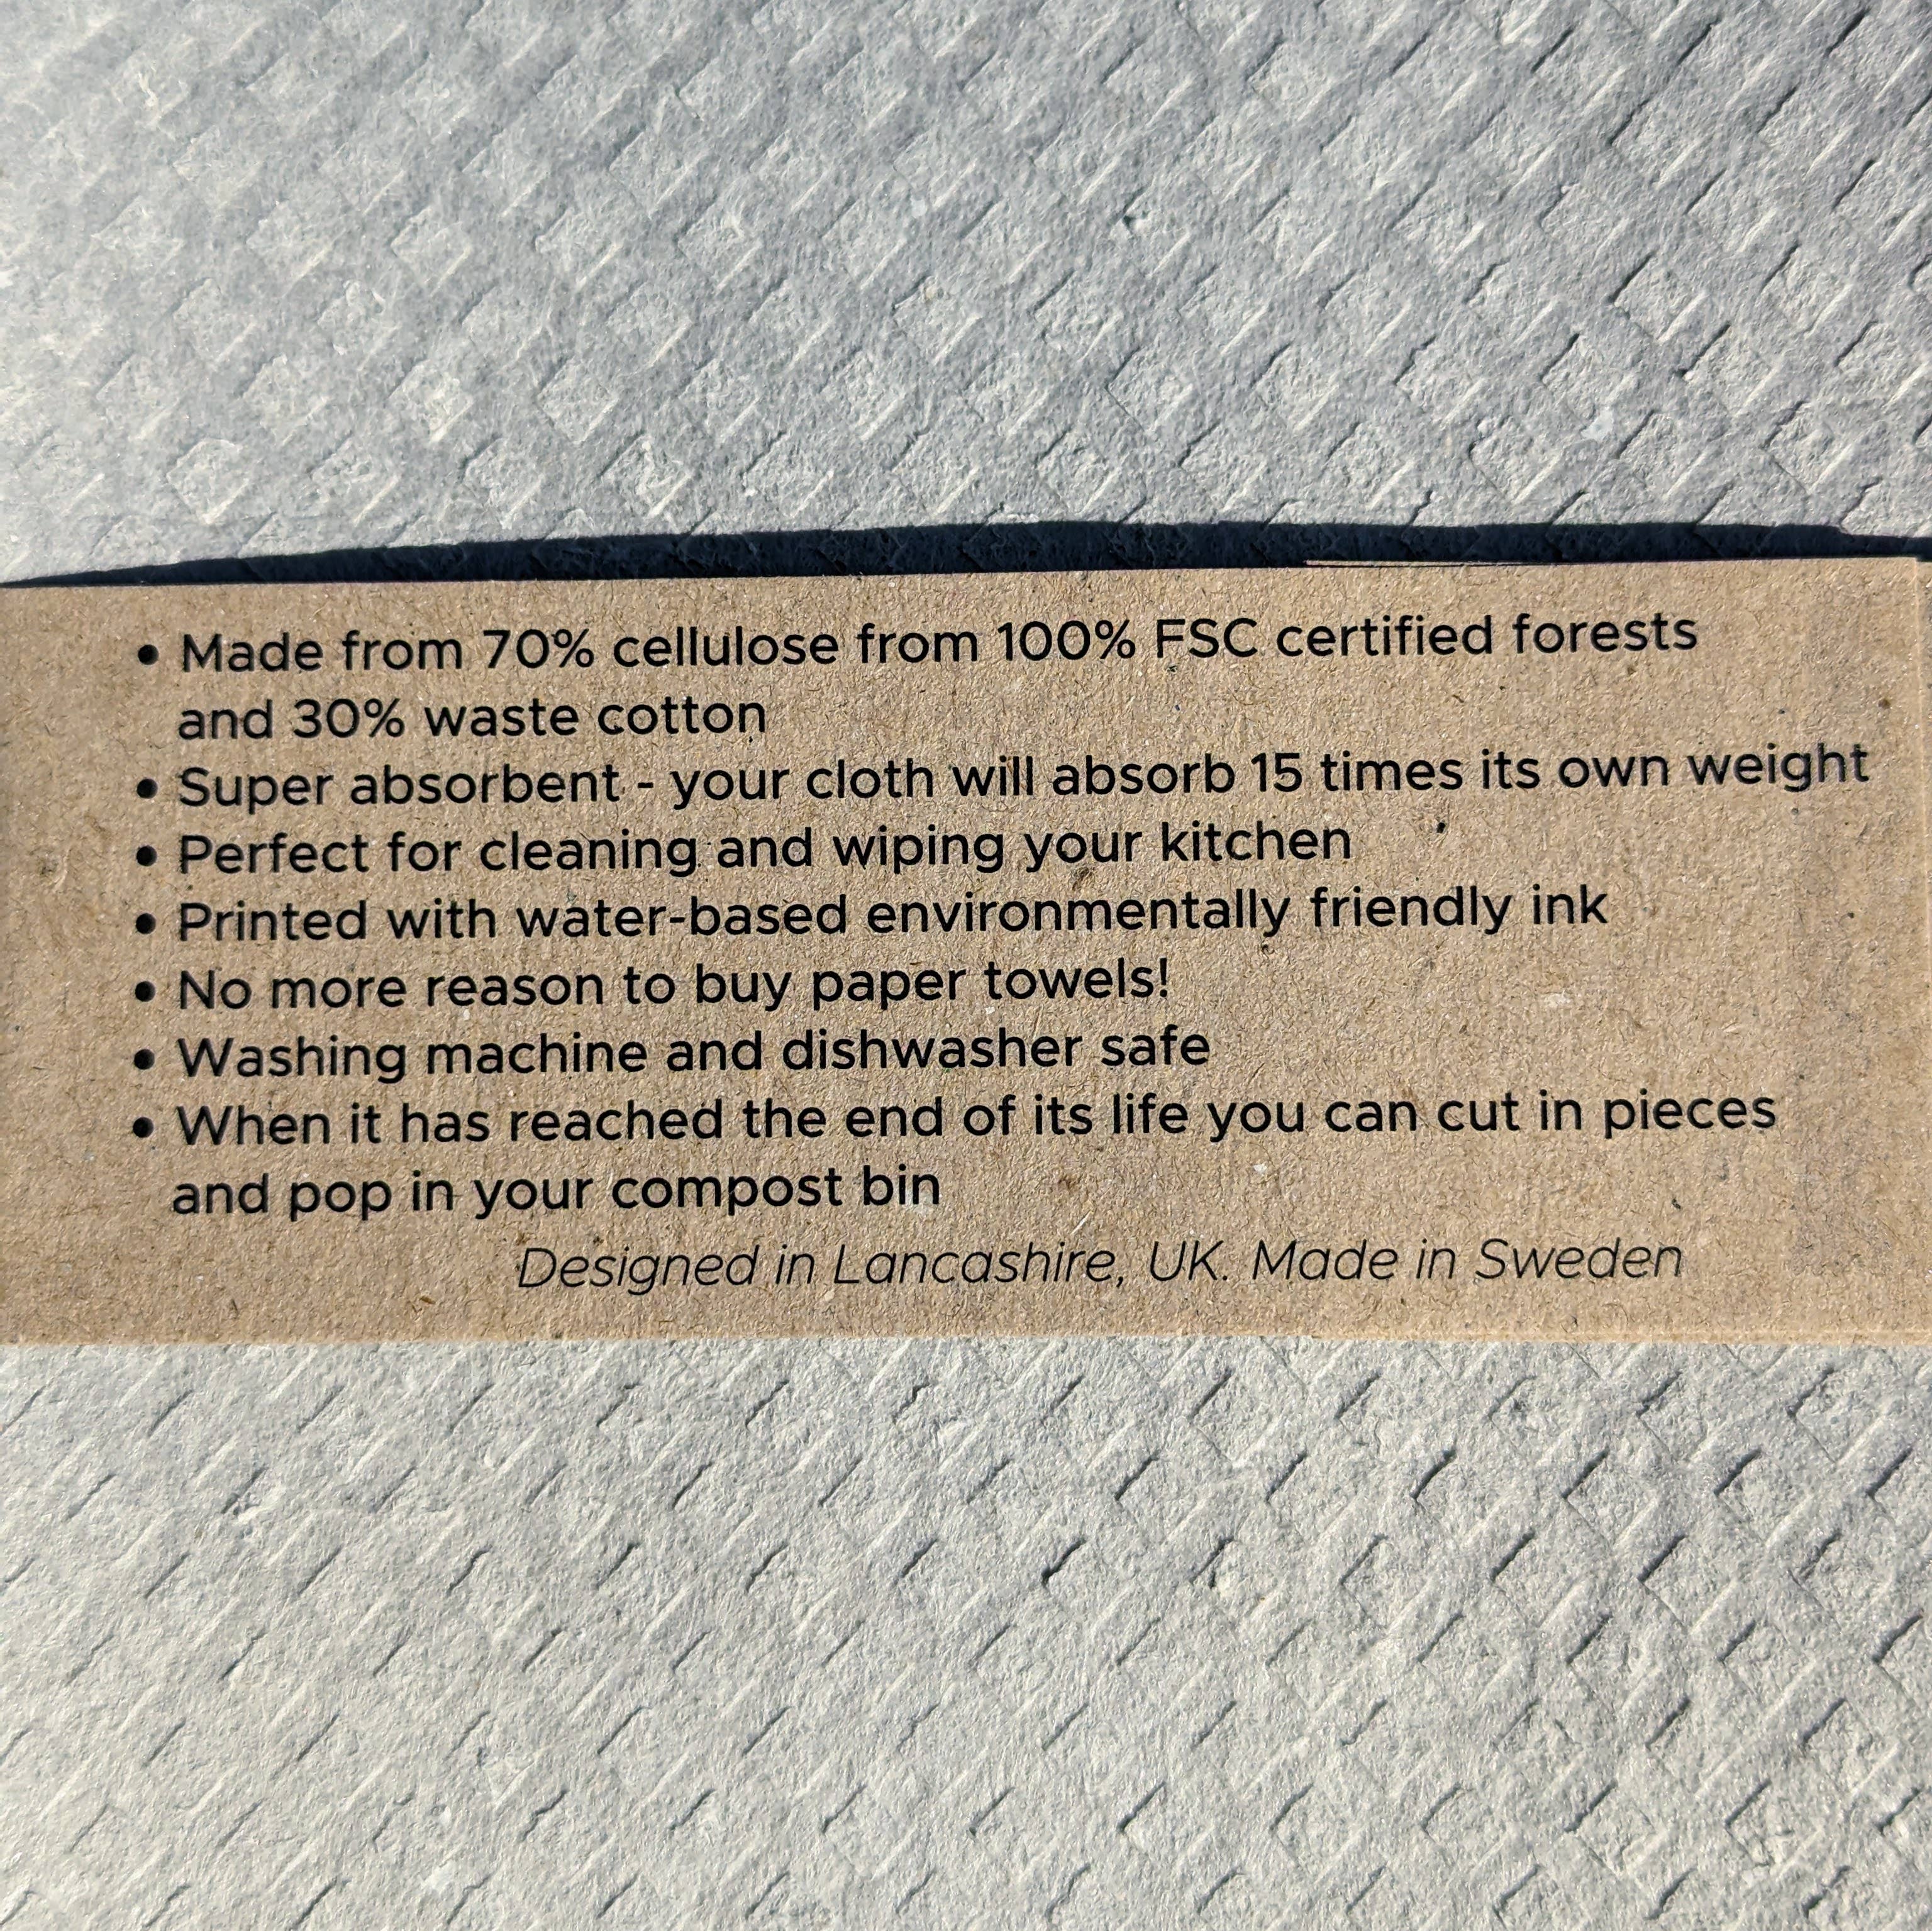 • Made from 70% cellulose from 100% FSC certified forests
and 30% waste cotton
• Super absorbent - your cloth will absorb 15 times its own weight
• Perfect for cleaning and wiping your kitchen
• Printed with water-based environmentally friendly ink
• No more reason to buy paper towels!
• Washing machine and dishwasher safe
• When it has reached the end of its life you can cut in pieces
and pop in your compost bin
Designed in Lancashire, UK. Made in Sweden